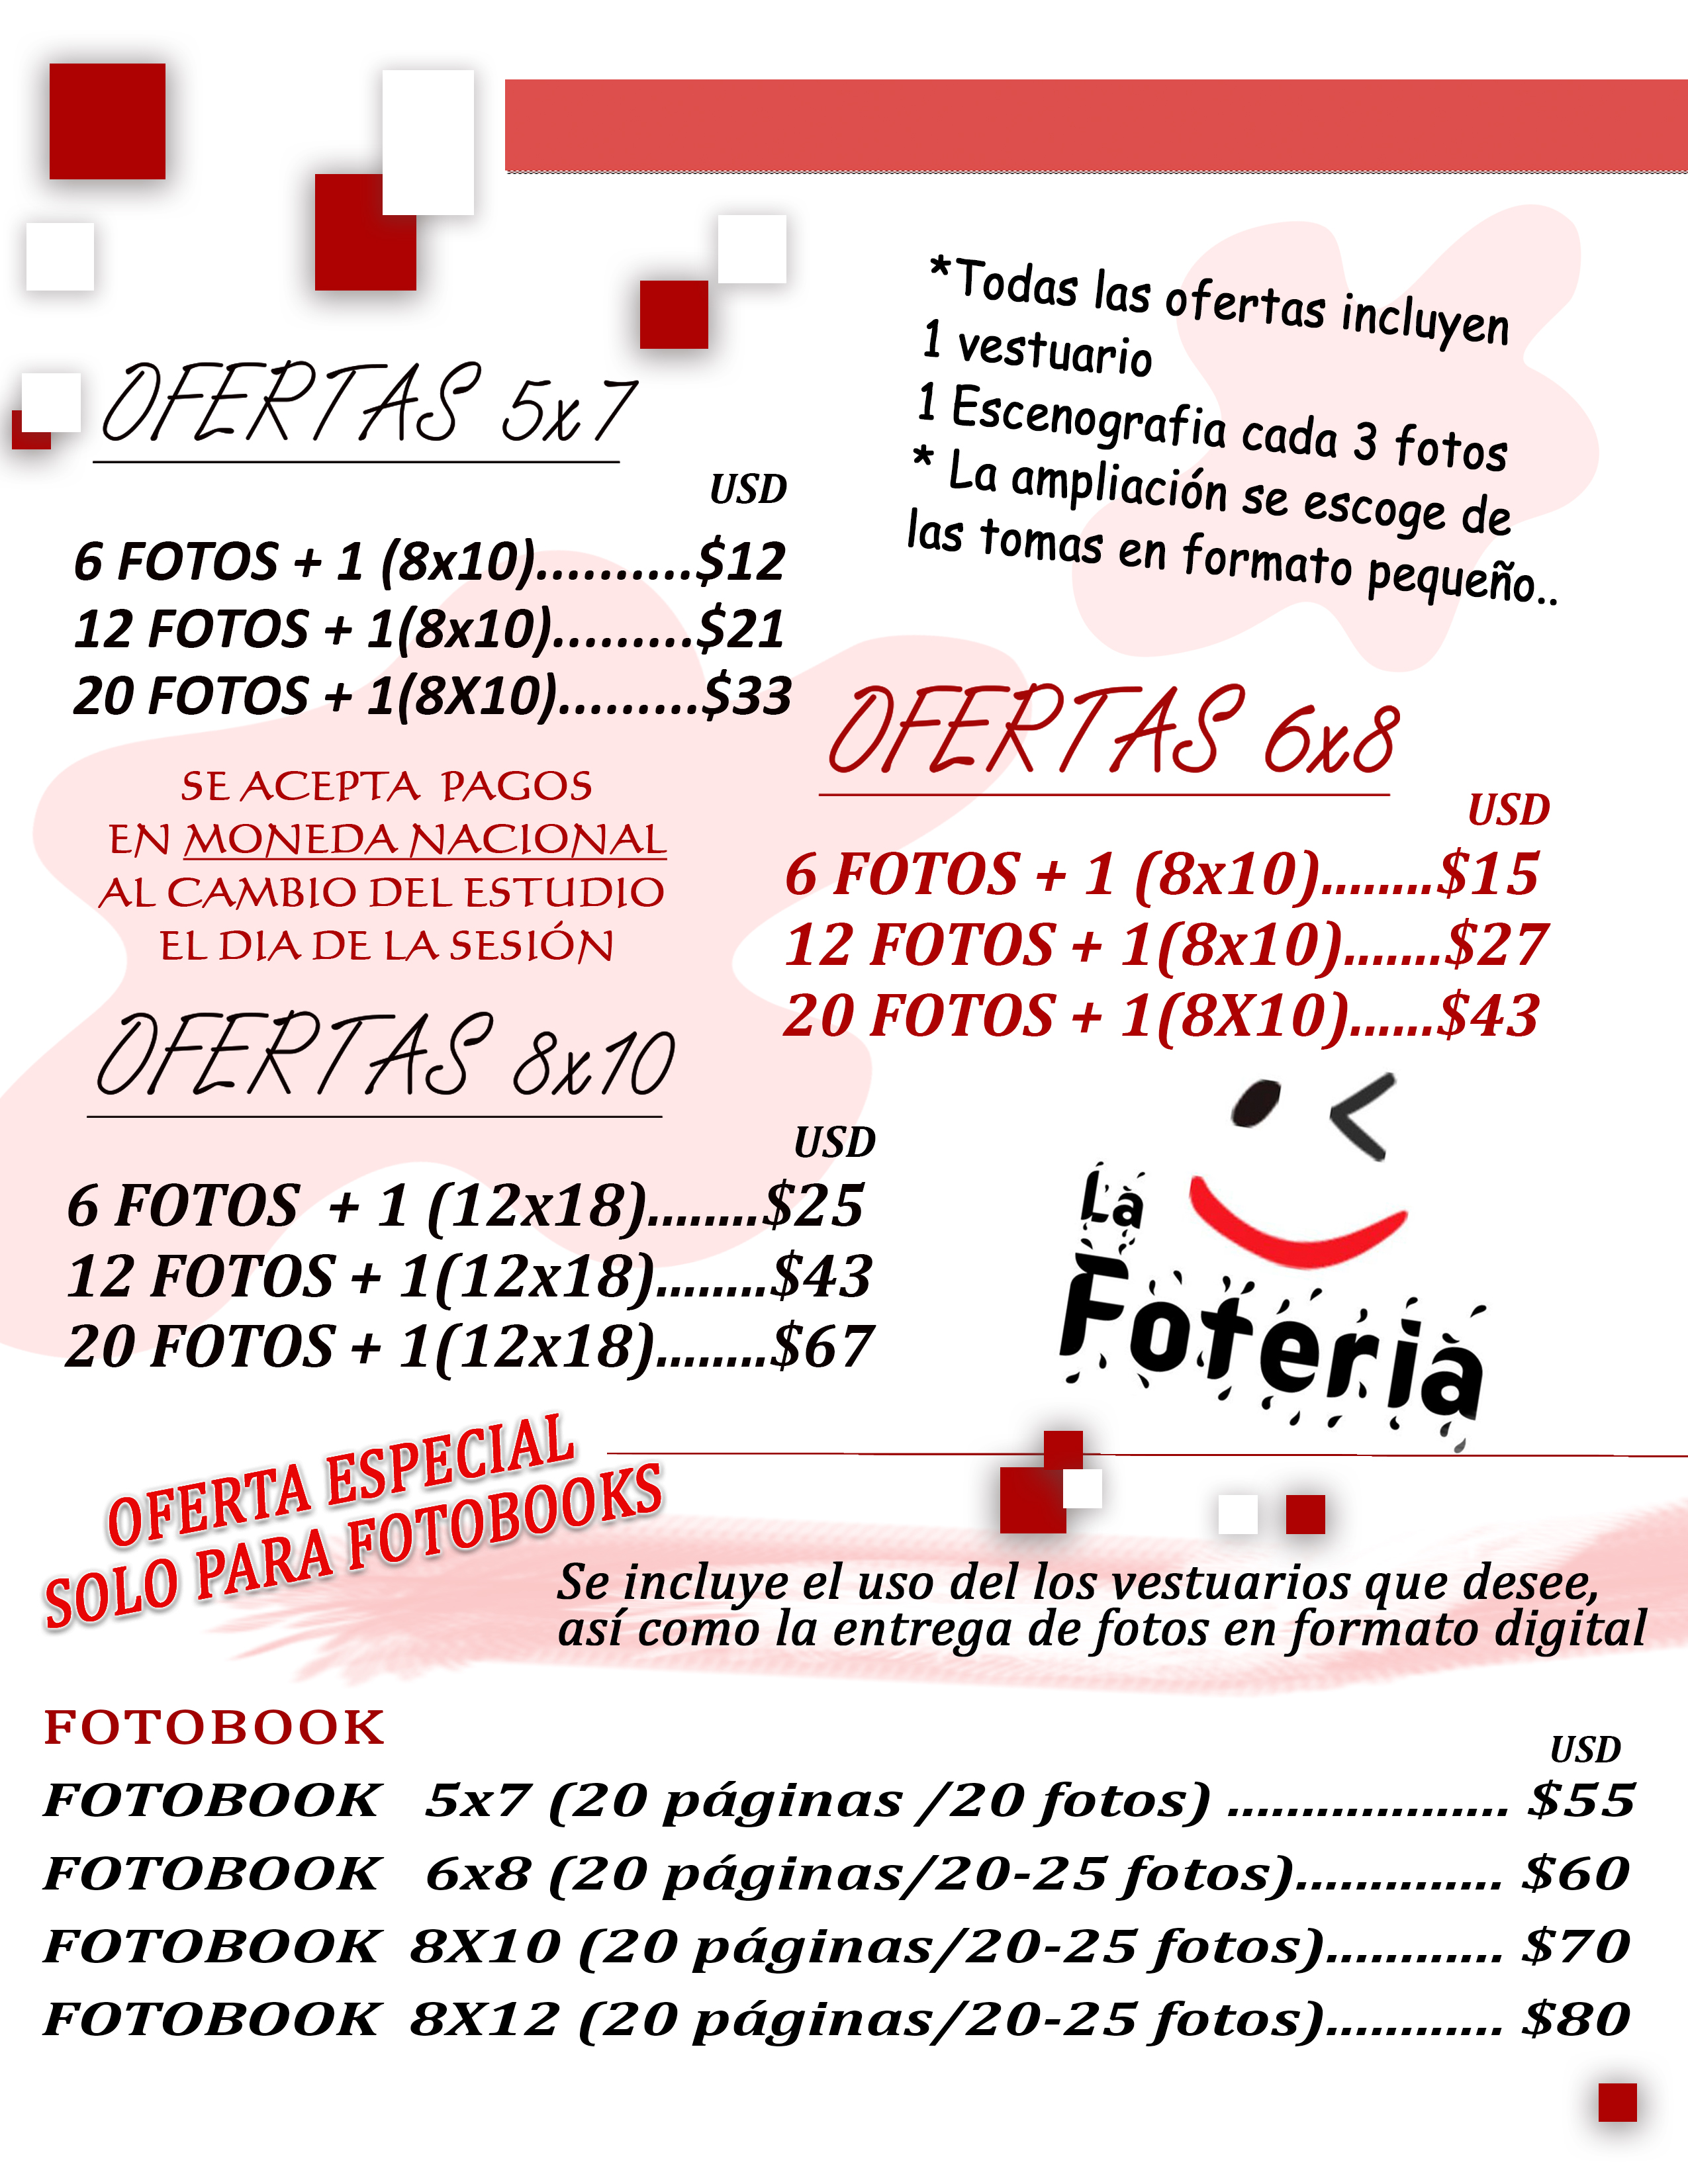 *Todas las ofertas incluyen
1 vestuario
1 Escenografia cada 3 fotos
* La ampliación se escoge de
las tomas en formato pequeño..
OFERTAS 5x7
USD
6 FOTOS + 1 (8x10)..........$12
12 FOTOS + 1(8x10).........$21
20 FOTOS + 1(8X10).........$33
SE ACEPTA PAGOS
EN MONEDA NACIONAL
AL CAMBIO DEL ESTUDIO
EL DIA DE LA SESIÓN
OFERTAS 6x8
USD
6 FOTOS + 1 (8x10)........$15
12 FOTOS + 1(8x10).......$27
20 FOTOS + 1(8X10)......$43
OFERTAS 8x10
USD
6 FOTOS + 1 (12x18)........$25
12 FOTOS + 1(12x18)........$43
20 FOTOS + 1(12x18)........$67
La
Foteria
OFERTA ESPECIAL
SOLO PARA FOTOBOOKS
Se incluye el uso del los vestuarios que desee,
así como la entrega de fotos en formato digital
FOTOBOOK
USD
FOTOBOOK 5x7 (20 páginas /20 fotos) ................... $55
FOTOBOOK 6x8 (20 páginas/20-25 fotos).............. $60
FOTOBOOK 8X10 (20 páginas/20-25 fotos)............ $70
FOTOBOOK 8X12 (20 páginas/20-25 fotos)............ $80